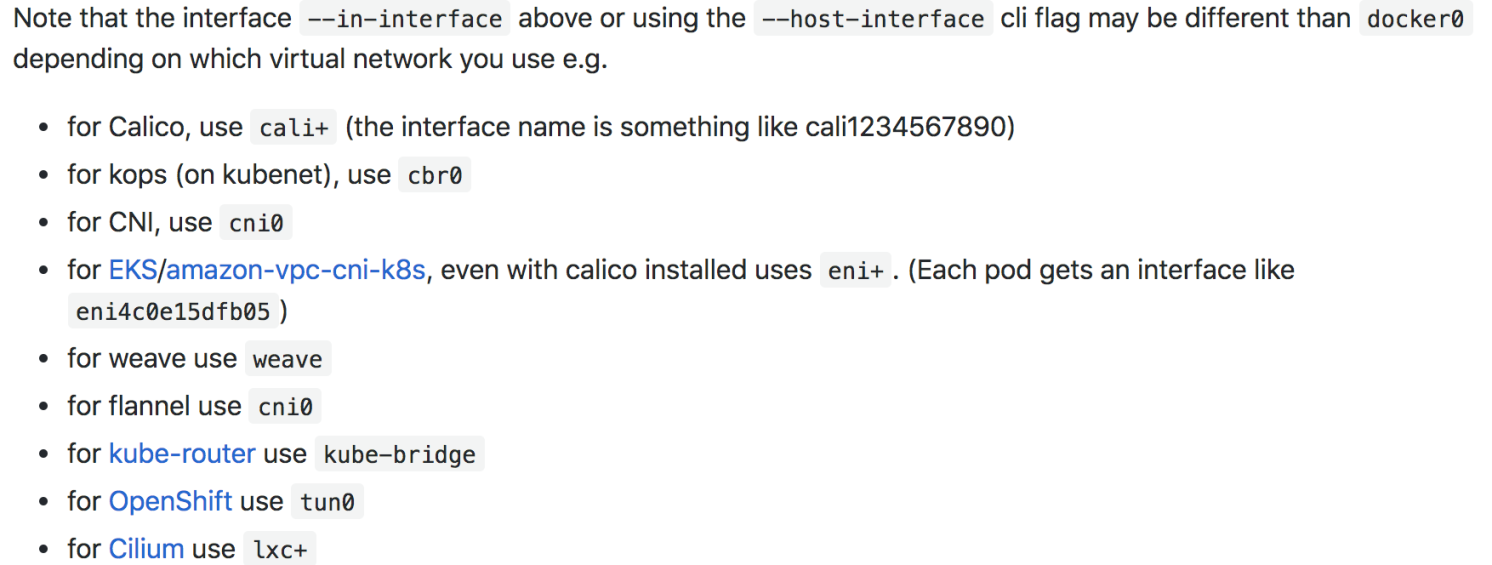 Note that the interface --in-interface above or using the --host-interface cli flag may be different than docker0
depending on which virtual network you use e.g.
• for Calico, use cali+ (the interface name is something like cali1234567890)
• for kops (on kubenet), use cbr0
• for CNI, use cni0
• for EKS/amazon-vpc-cni-k8s, even with calico installed uses eni+. (Each pod gets an interface like
eni4c0e15dfb05)
• for weave use weave
• for flannel use cni0
• for kube-router use kube-bridge
• for OpenShift use tun0
• for Cilium use lxc+